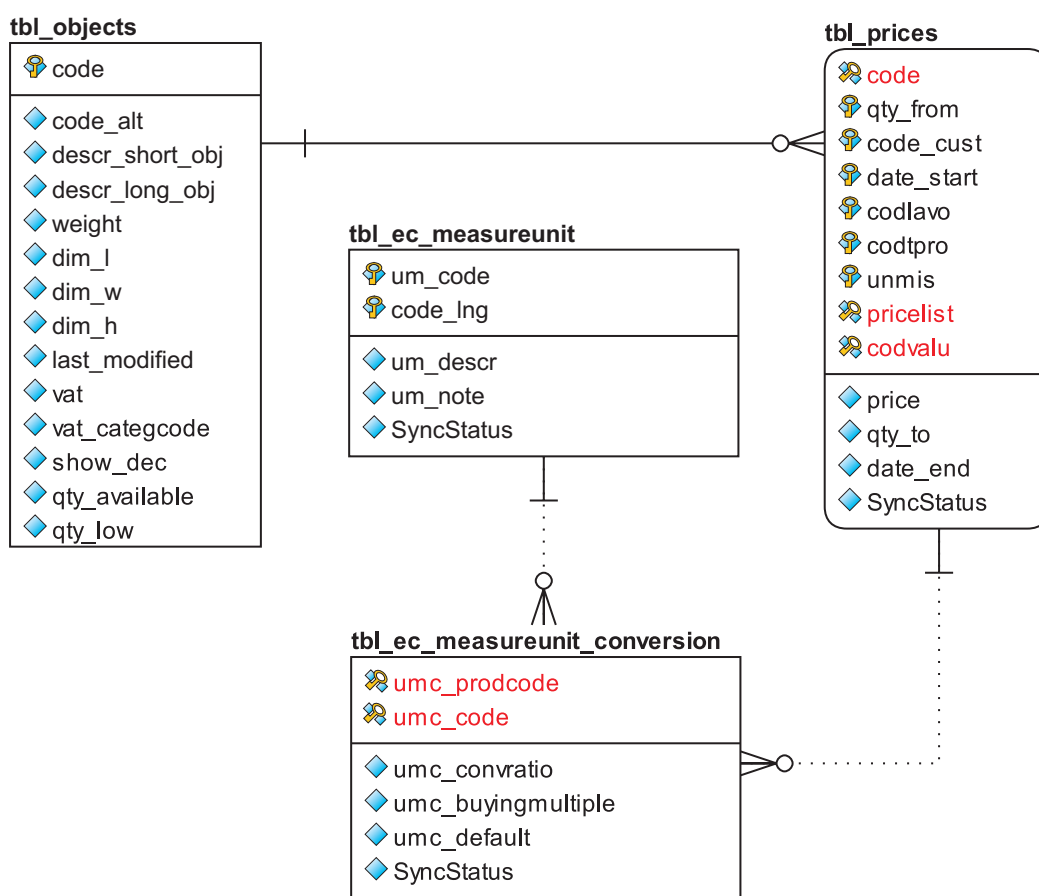 tbl_objects
code
code_alt
descr_short_obj
descr_long_obj
weight
dim_l
dim_w
dim_h
last_modified
vat
vat_categcode
show_dec
qty_available
qty_low
tbl_ec_measureunit
um_code
code_lng
um_descr
um_note
SyncStatus
tbl_prices
code
qty_from
code_cust
date_start
codlavo
codtpro
unmis
pricelist
codvalu
price
qty_to
date_end
SyncStatus
tbl_ec_measureunit_conversion
umc_prodcode
umc_code
umc_convratio
umc_buyingmultiple
umc_default
SyncStatus